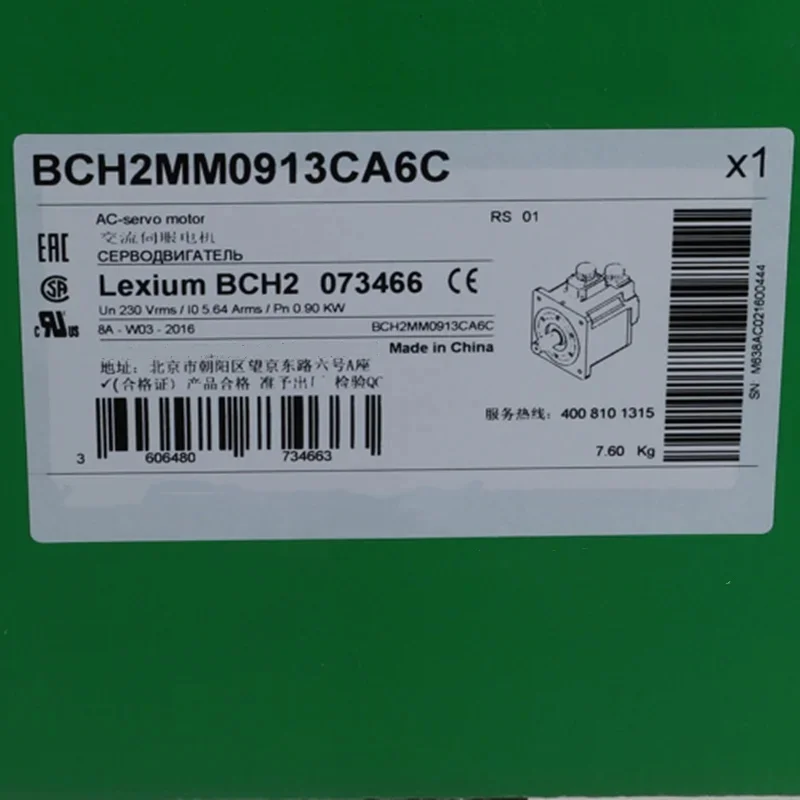 BCH2MM0913CA6C x1
AC-servo motor RS 01
交流伺服电机
СЕРВОДВИГАТЕЛЬ
EAC
Lexium BCH2 073466 CE
Un 230 Vrms / I0 5.64 Arms / Pn 0.90 KW
8A - W03 - 2016 BCH2MM0913CA6C
Made in China
地址: 北京市朝阳区望京东路六号A座
✓(合格证) 产品合格 准予出厂 检验QC
服务热线: 400 810 1315
3 606480 734663
7.60 Kg
SN: M638AC021600444
SA
c RU us